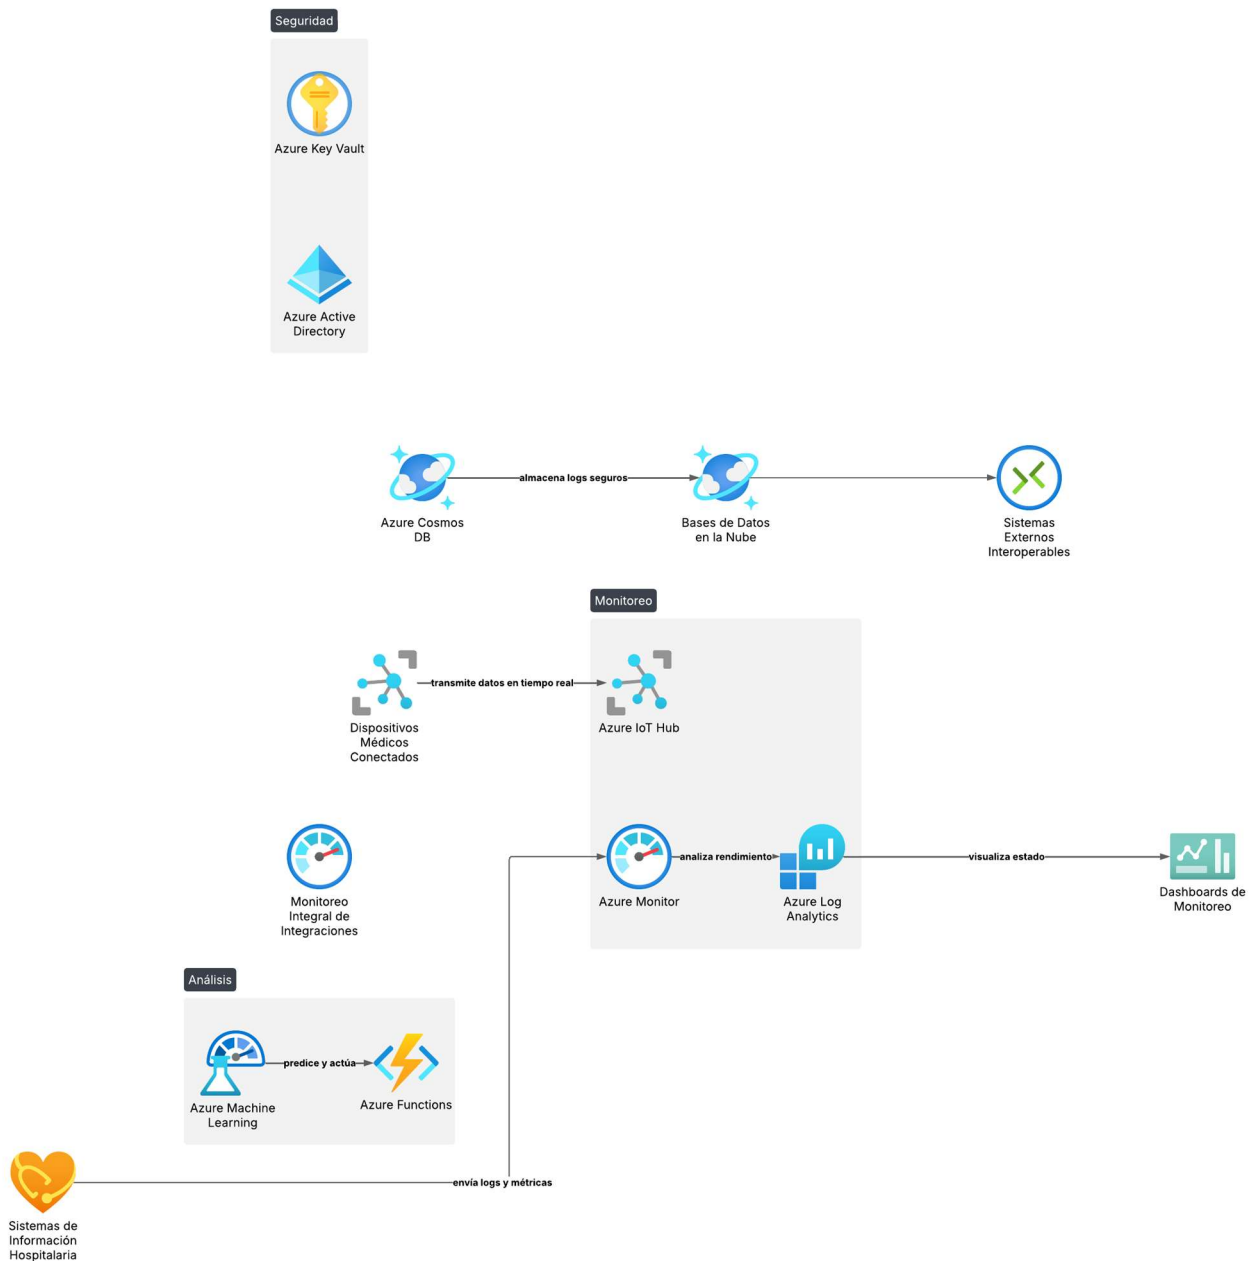 Seguridad
Azure Key Vault
Azure Active
Directory
almacena logs seguros
Azure Cosmos
DB
Bases de Datos
en la Nube
Sistemas
Externos
Interoperables
Monitoreo
transmite datos en tiempo real
Dispositivos
Médicos
Conectados
Azure IoT Hub
analiza rendimiento
visualiza estado
Monitoreo
Integral de
Integraciones
Azure Monitor
Azure Log
Analytics
Dashboards de
Monitoreo
Análisis
predice y actúa
Azure Machine
Learning
Azure Functions
envía logs y métricas
Sistemas de
Información
Hospitalaria